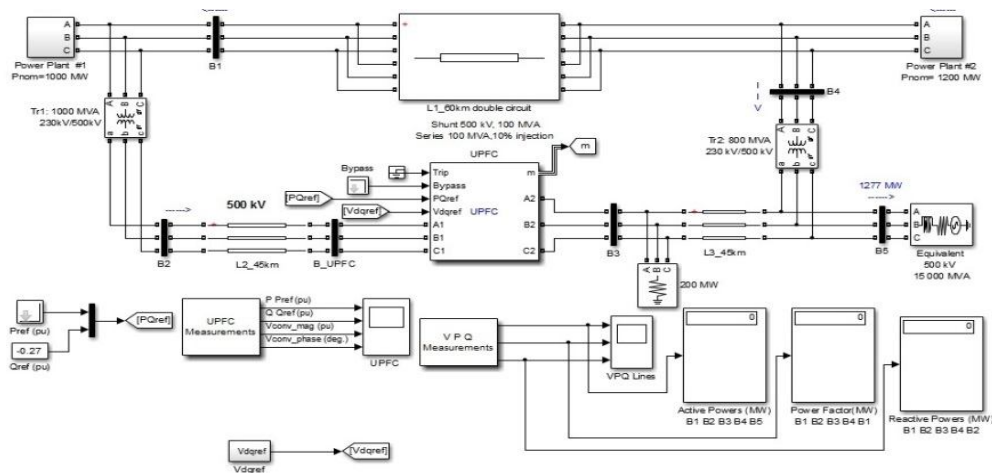 A
B
C
Power Plant #1
Pnom=1000 MW
B1
L1_60km double circuit
A
B
C
Power Plant #2
Pnom= 1200 MW
B4
V
A B C
a b c
Tr1: 1000 MVA
230kV/500kV
Shunt 500 kV, 100 MVA
Series 100 MVA,10% injection
UPFC
m
A B C
a b c
Tr2: 800 MVA
230 kV/500 kV
Bypass
[PQref]
[Vdqref]
Trip
Bypass
PQref
Vdqref
A1
B1
C1
UPFC
m
A2
B2
C2
------>
500 kV
B2
L2_45km
B_UPFC
B3
L3_45km
1277 MW
------>
B5
A
B
C
Equivalent
500 kV
15 000 MVA
A B C
200 MW
Pref (pu)
-0.27
Qref (pu)
[PQref]
UPFC
Measurements
P Pref (pu)
Q Qref (pu)
Vconv_mag (pu)
Vconv_phase (deg.)
UPFC
V P Q
Measurements
VPQ Lines
0
Active Powers (MW)
B1 B2 B3 B4 B5
0
Power Factor(MW)
B1 B2 B3 B4 B1
0
Reactive Powers (MW)
B1 B2 B3 B4 B2
Vdqref
Vdqref
[Vdqref]